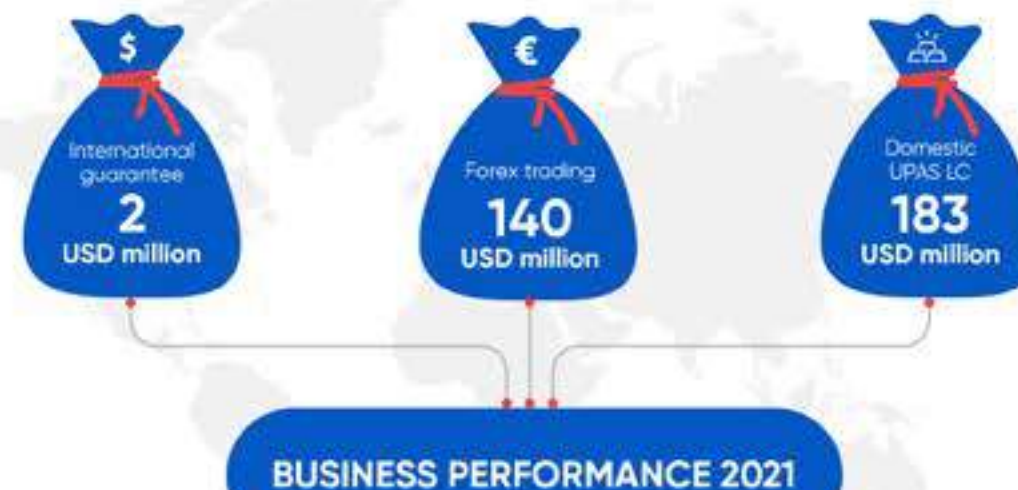 $
International
guarantee
2
USD million
€
Forex trading
140
USD million
Domestic
UPAS LC
183
USD million
BUSINESS PERFORMANCE 2021